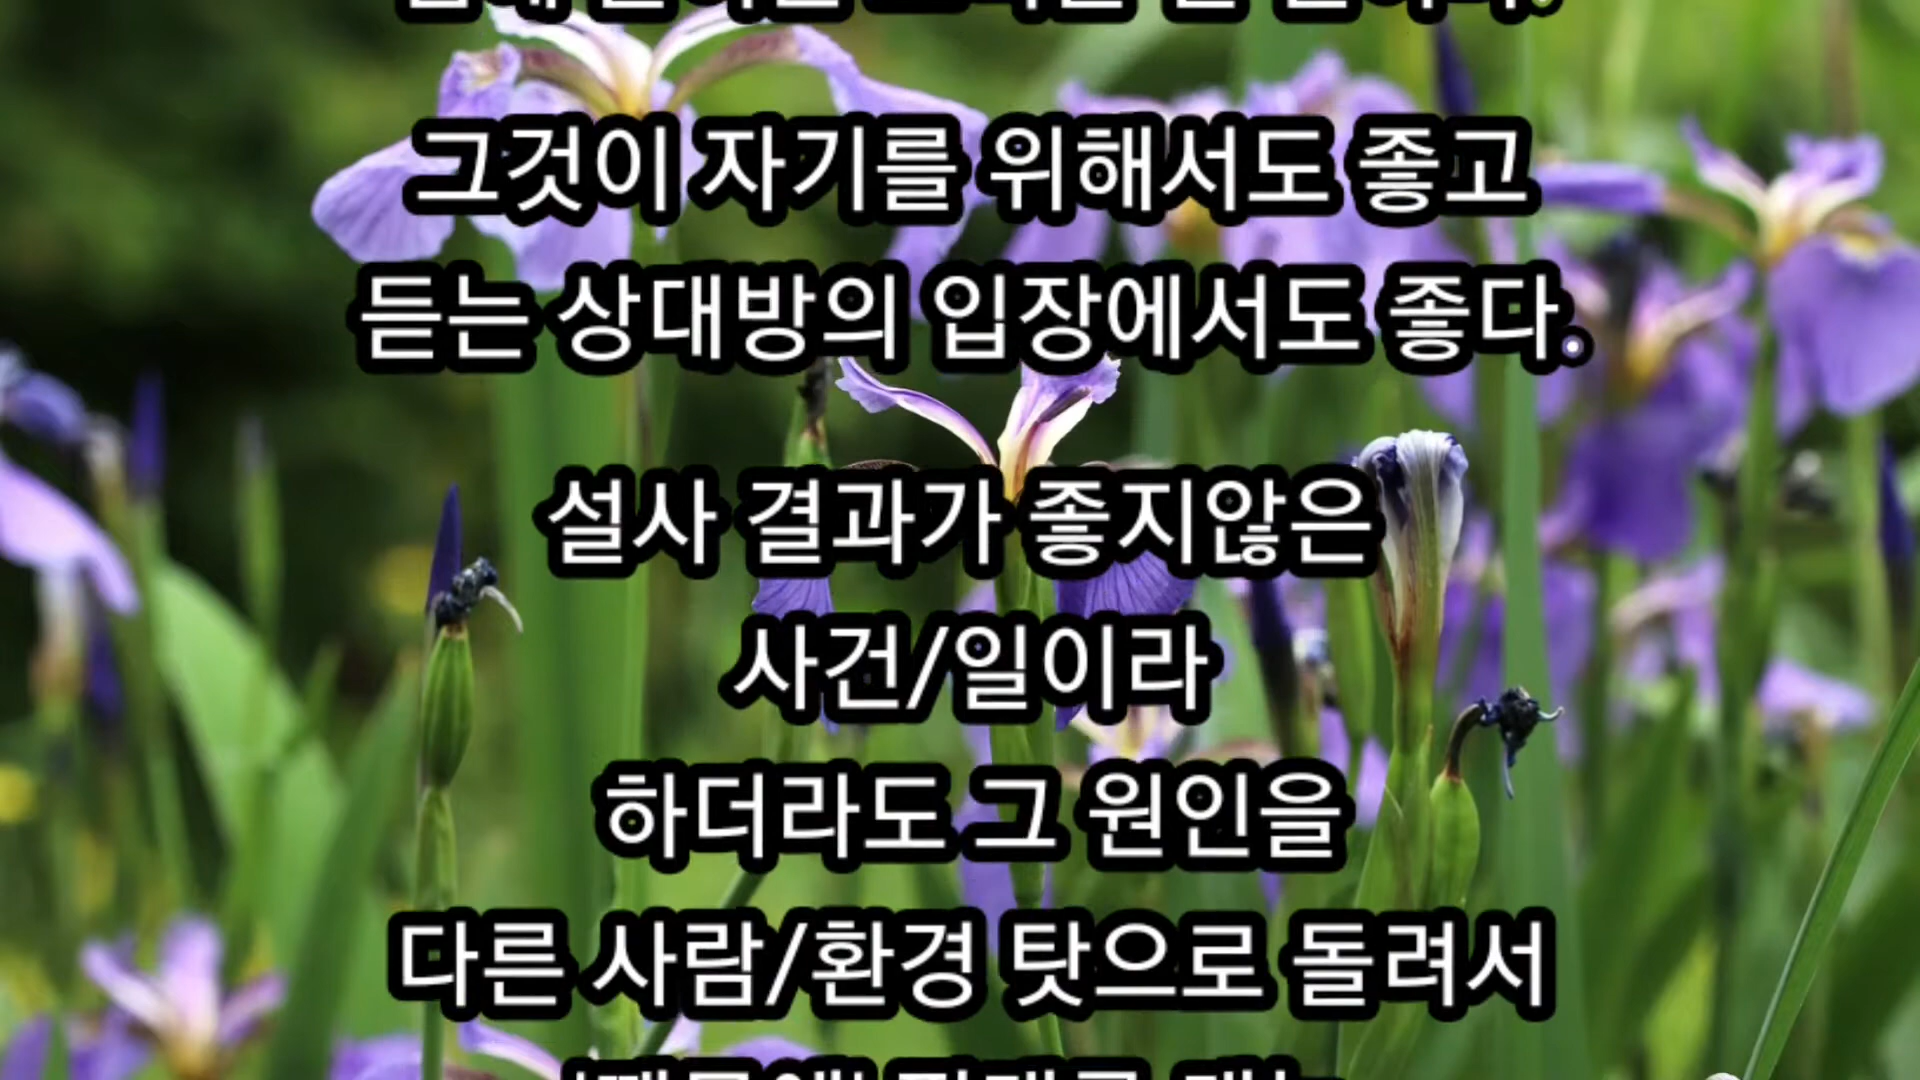 그것이 자기를 위해서도 좋고
듣는 상대방의 입장에서도 좋다.
설사 결과가 좋지않은
사건/일이라
하더라도 그 원인을
다른 사람/환경 탓으로 돌려서